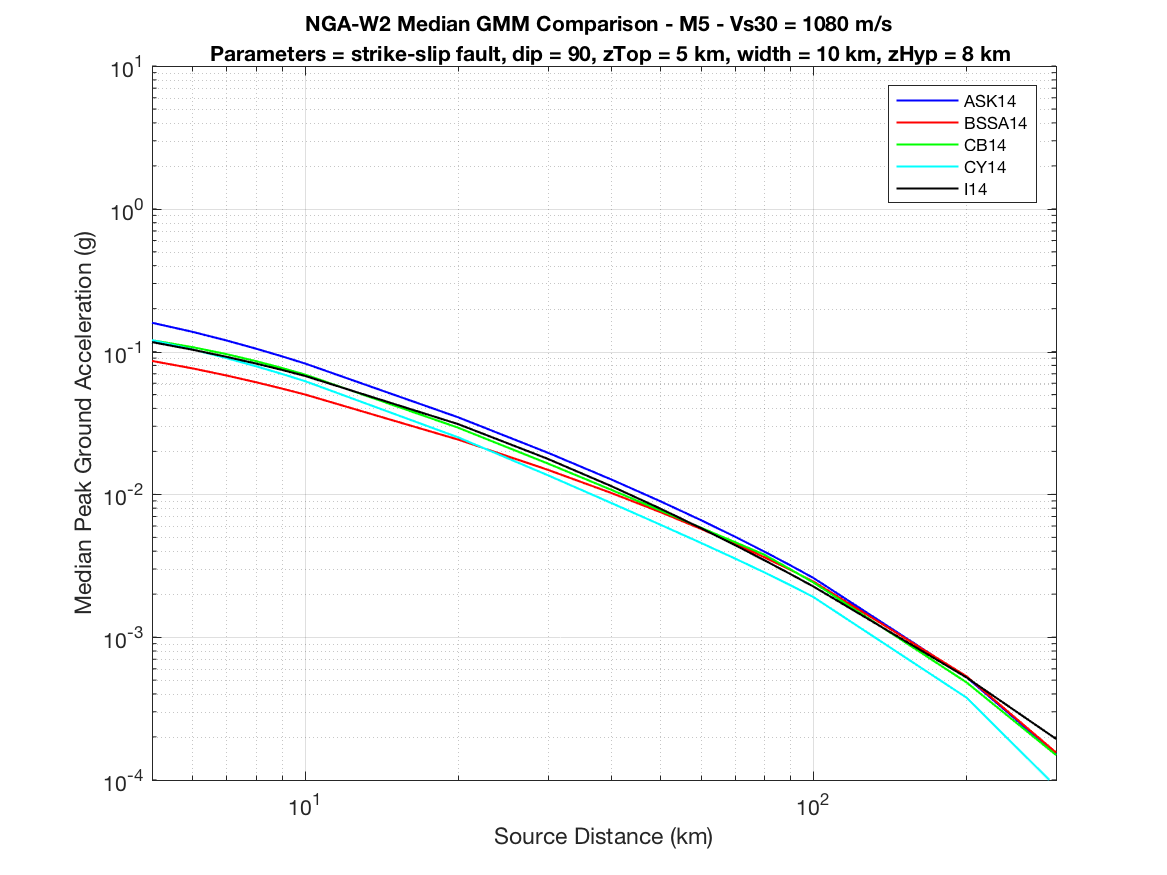 NGA-W2 Median GMM Comparison - M5 - Vs30 = 1080 m/s
Parameters = strike-slip fault, dip = 90, zTop = 5 km, width = 10 km, zHyp = 8 km
10^1
10^0
10^-1
10^-2
10^-3
10^-4
Median Peak Ground Acceleration (g)
ASK14
BSSA14
CB14
CY14
I14
10^1
10^2
Source Distance (km)